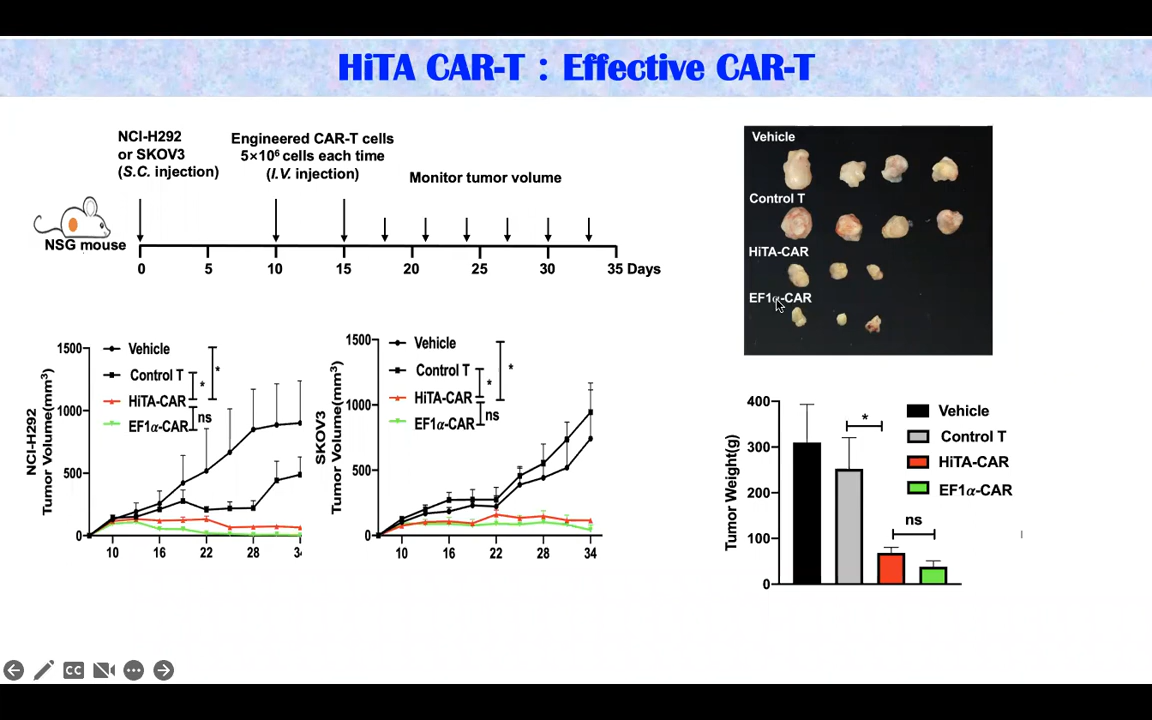 HiTA CAR-T : Effective CAR-T
NCI-H292
or SKOV3
(S.C. injection)
Engineered CAR-T cells
5×10⁶ cells each time
(I.V. injection)
Monitor tumor volume
NSG mouse
0 5 10 15 20 25 30 35 Days
Vehicle
Control T
HiTA-CAR
EF1α-CAR
NCI-H292
Tumor Volume(mm³)
1500
1000
500
0
10 16 22 28 34
Vehicle
Control T
HiTA-CAR
EF1α-CAR
*
*
ns
SKOV3
Tumor Volume(mm³)
1500
1000
500
0
10 16 22 28 34
Vehicle
Control T
HiTA-CAR
EF1α-CAR
*
*
ns
Tumor Weight(g)
400
300
200
100
0
*
ns
Vehicle
Control T
HiTA-CAR
EF1α-CAR
CC